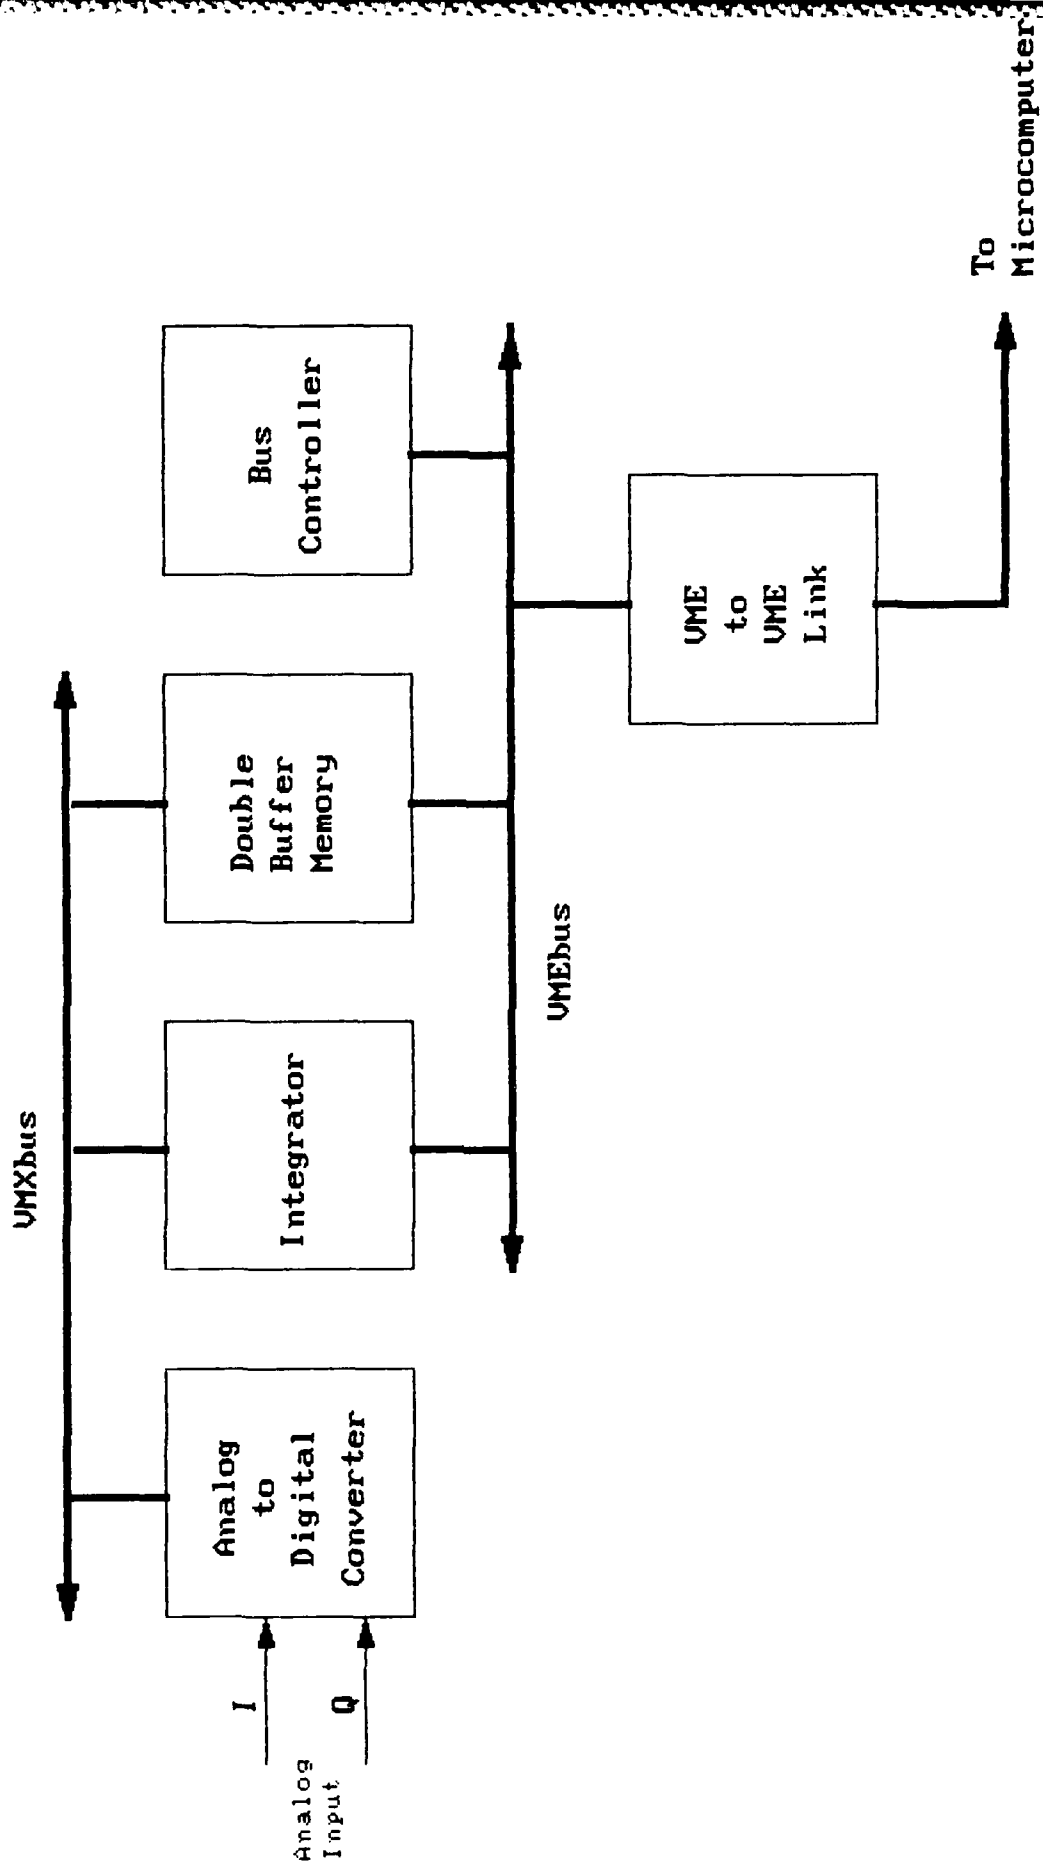 VMXbus
Analog
Input
I
Q
Analog
to
Digital
Converter
Integrator
Double
Buffer
Memory
Bus
Controller
VMEbus
VME
to
VME
Link
To
Microcomputer